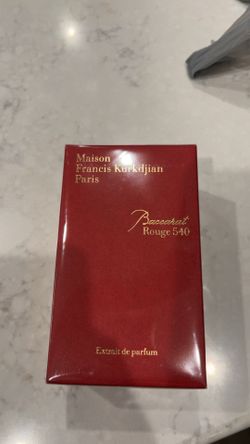 Maison
Francis Kurkdjian
Paris
Baccarat
Rouge 540
Extrait de parfum